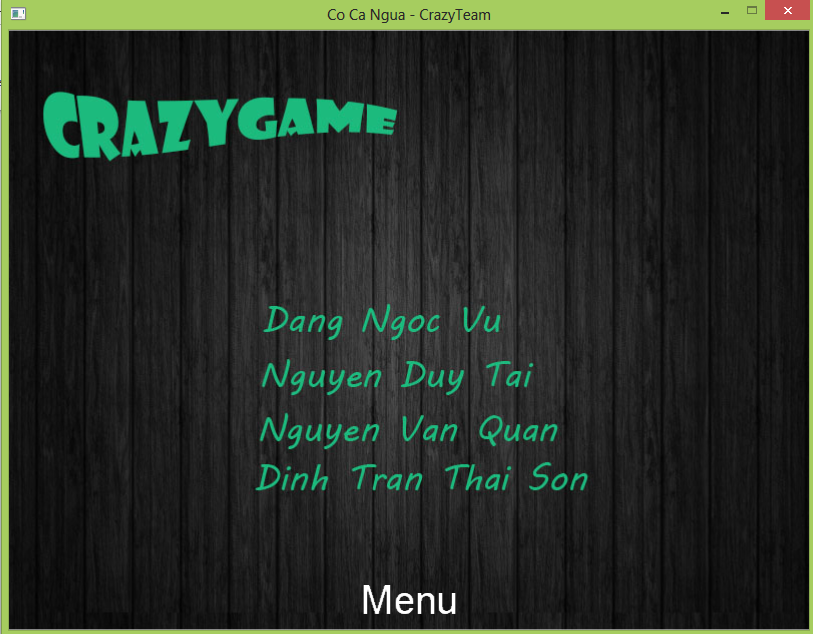 Co Ca Ngua - CrazyTeam
CRAZYGAME
Dang Ngoc Vu
Nguyen Duy Tai
Nguyen Van Quan
Dinh Tran Thai Son
Menu